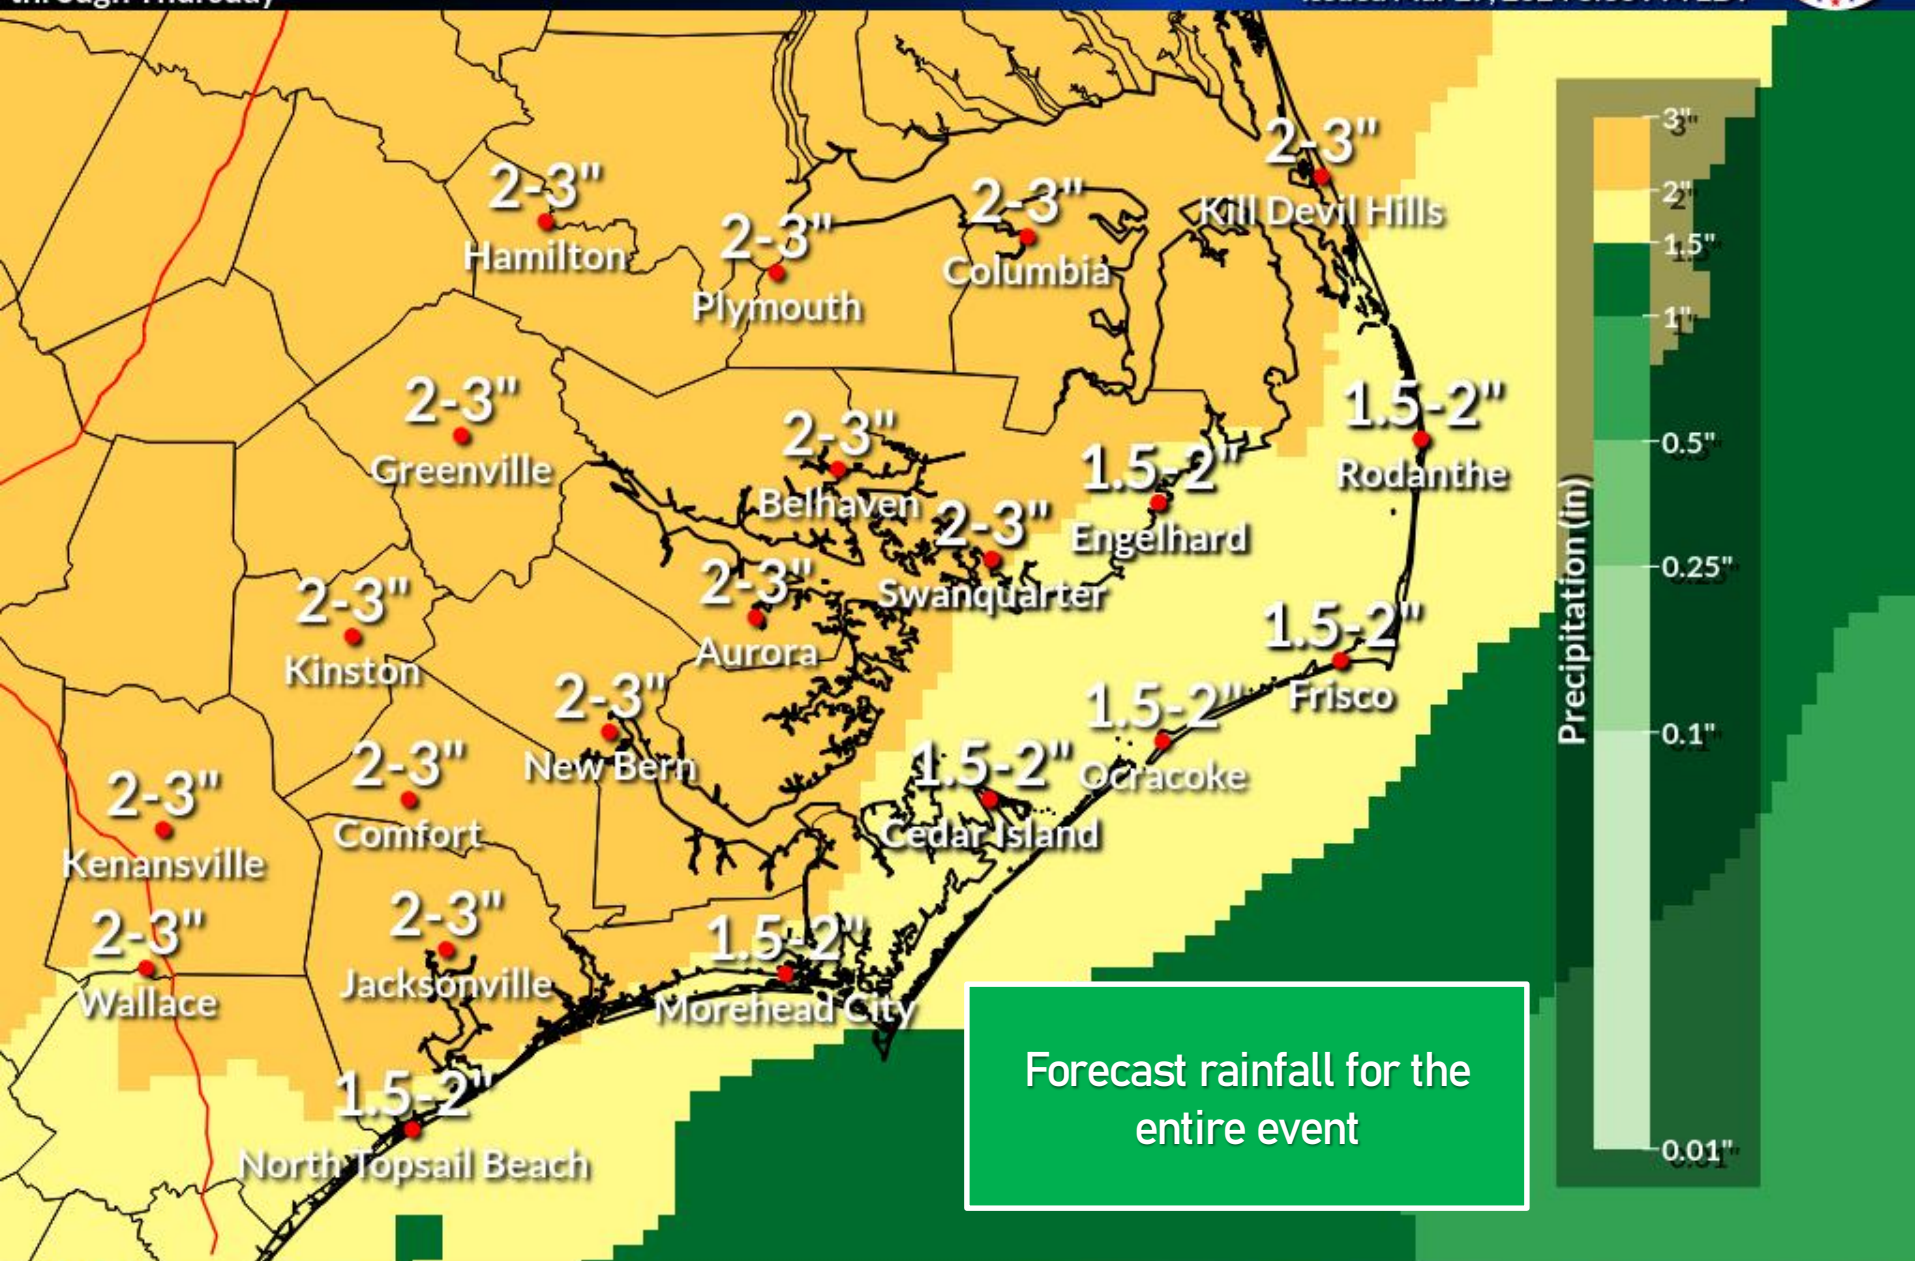 through Thursday
2-3"
Kill Devil Hills
2-3"
Hamilton
2-3"
Columbia
2-3"
Plymouth
2-3"
Greenville
1.5-2"
Rodanthe
2-3"
Belhaven
1.5-2"
Engelhard
2-3"
Swanquarter
2-3"
Aurora
2-3"
Kinston
1.5-2"
Frisco
2-3"
New Bern
1.5-2"
Ocracoke
2-3"
Comfort
1.5-2"
Cedar Island
2-3"
Kenansville
2-3"
Wallace
2-3"
Jacksonville
1.5-2"
Morehead City
1.5-2"
North Topsail Beach
Forecast rainfall for the
entire event
Precipitation (in)
3"
2"
1.5"
1"
0.5"
0.25"
0.1"
0.01"